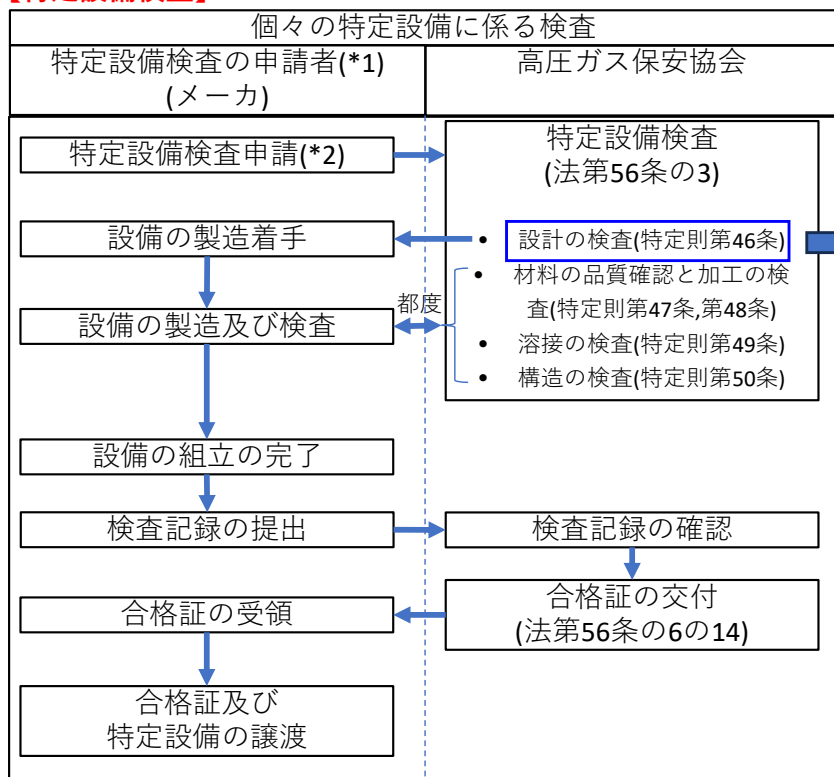 個々の特定設備に係る検査
特定設備検査の申請者(*1)
(メーカ)
高圧ガス保安協会
特定設備検査申請(*2)
特定設備検査
(法第56条の3)
設備の製造着手
• 設計の検査(特定則第46条)
• 材料の品質確認と加工の検
査(特定則第47条,第48条)
都度
設備の製造及び検査
• 溶接の検査(特定則第49条)
• 構造の検査(特定則第50条)
設備の組立の完了
検査記録の提出
検査記録の確認
合格証の受領
合格証の交付
(法第56条の6の14)
合格証及び
特定設備の譲渡